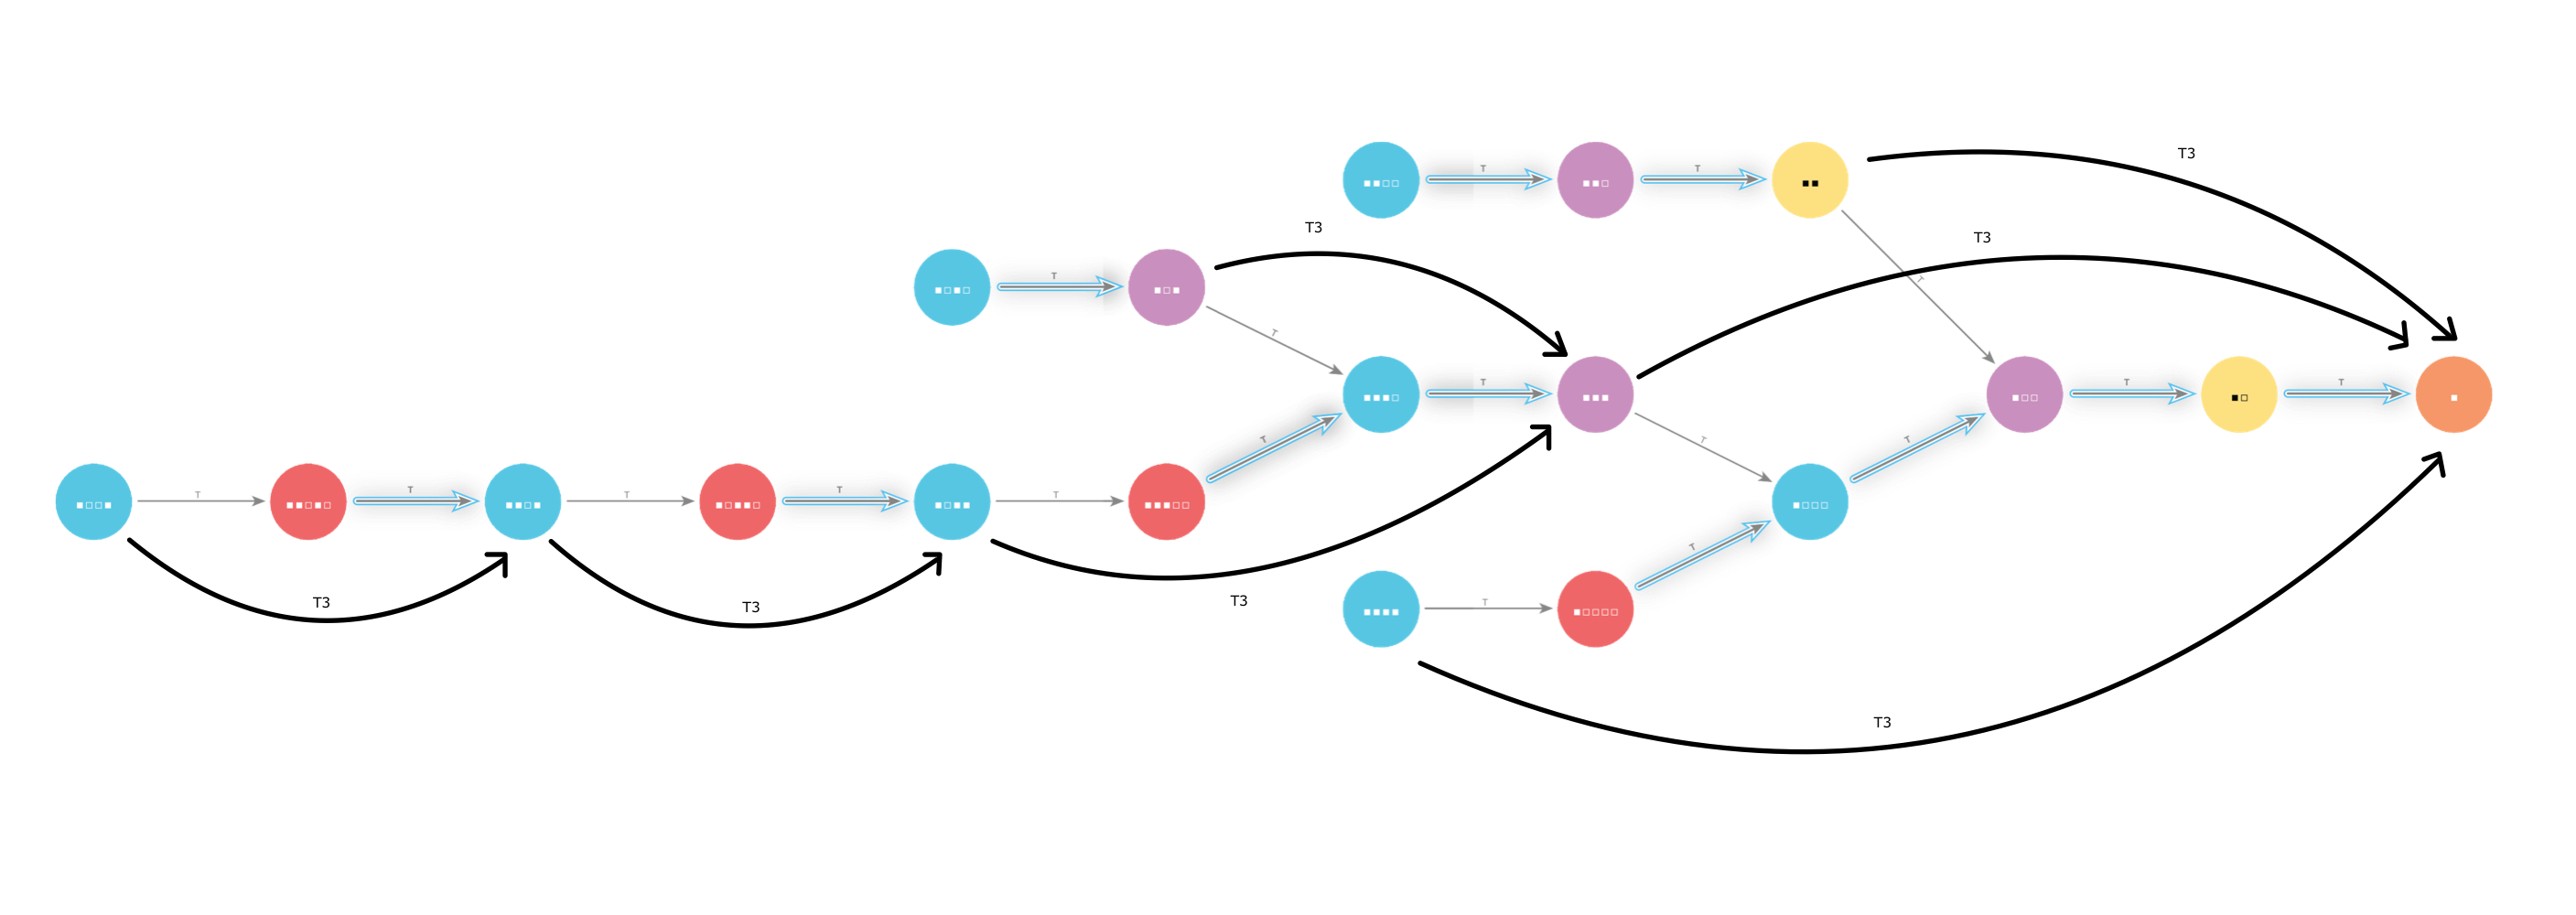 T T ■■□□ ■■□ ■■ T3
T3 T3
T ■□■□ ■□■ T T
T T T T
■■■□ ■■■ ■□□ ■□ ■
T T T
T T T T T
■□□■ ■■□■□ ■■□■ ■□■■□ ■□■■ ■■■□□ ■□□□
T
T3 T3 T3 T
■■■■ ■□□□□
T3